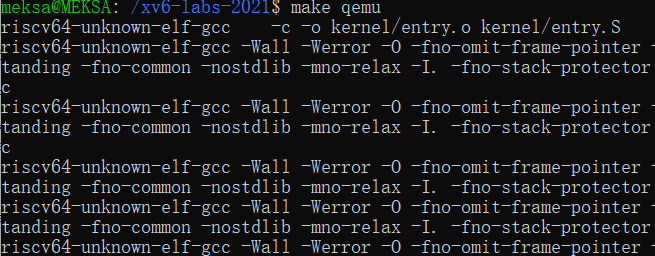 meksa@MEKSA: /xv6-labs-2021$ make qemu
riscv64-unknown-elf-gcc    -c -o kernel/entry.o kernel/entry.S
riscv64-unknown-elf-gcc -Wall -Werror -O -fno-omit-frame-pointer -
tanding -fno-common -nostdlib -mno-relax -I. -fno-stack-protector
c
riscv64-unknown-elf-gcc -Wall -Werror -O -fno-omit-frame-pointer -
tanding -fno-common -nostdlib -mno-relax -I. -fno-stack-protector
c
riscv64-unknown-elf-gcc -Wall -Werror -O -fno-omit-frame-pointer -
tanding -fno-common -nostdlib -mno-relax -I. -fno-stack-protector
riscv64-unknown-elf-gcc -Wall -Werror -O -fno-omit-frame-pointer -
tanding -fno-common -nostdlib -mno-relax -I. -fno-stack-protector
riscv64-unknown-elf-gcc -Wall -Werror -O -fno-omit-frame-pointer -